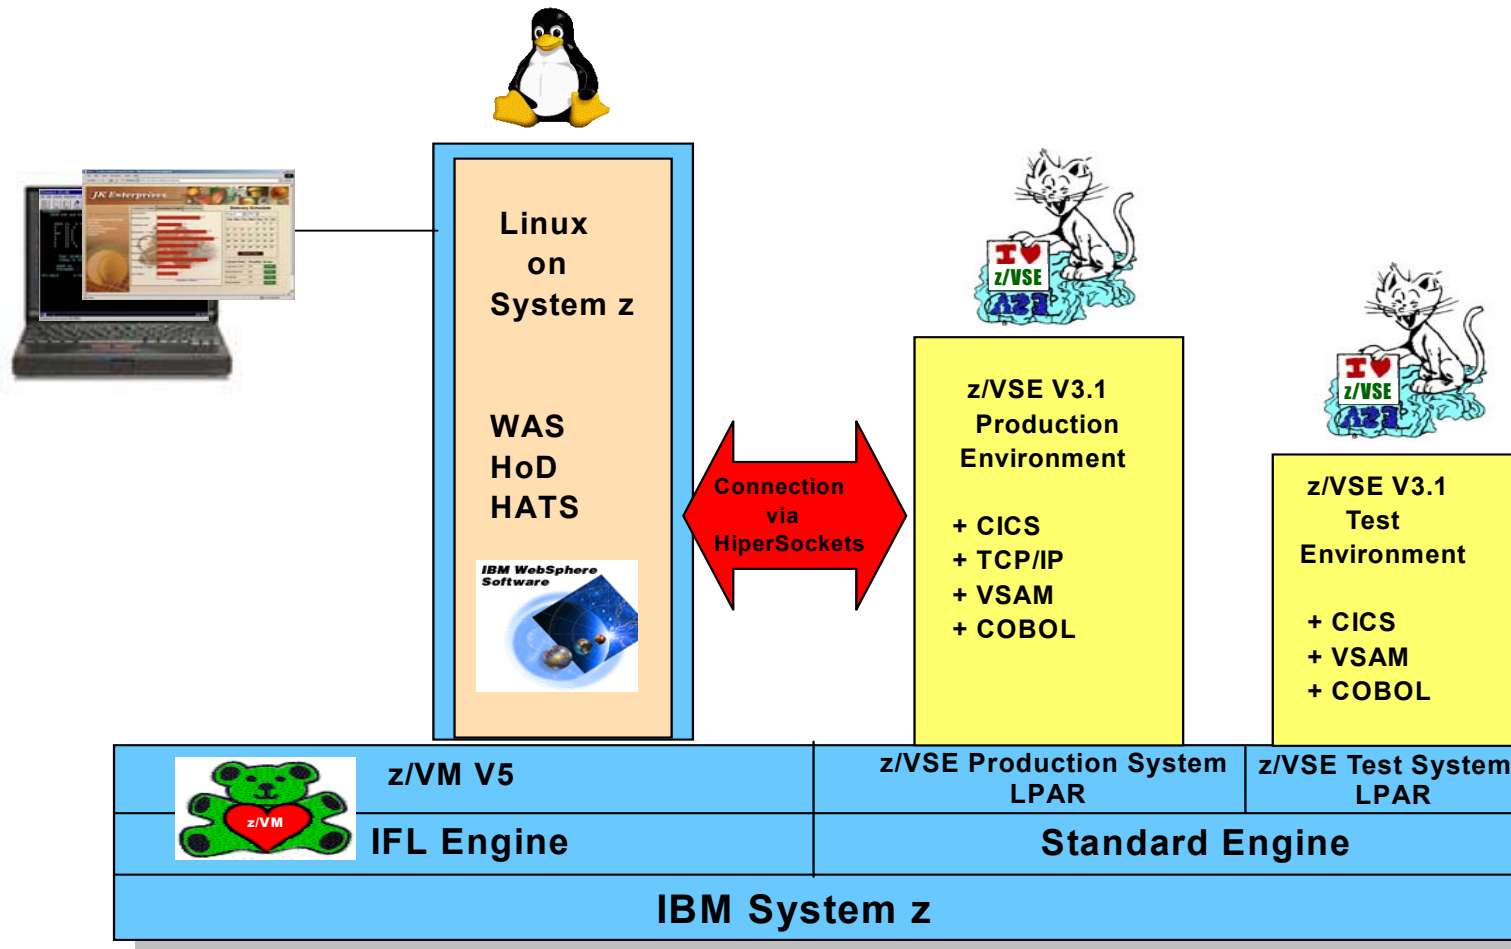 JK Enterprises
Linux
on
System z
WAS
HoD
HATS
IBM WebSphere
Software
Connection
via
HiperSockets
I ♥
z/VSE
z/VSE V3.1
Production
Environment
+ CICS
+ TCP/IP
+ VSAM
+ COBOL
I ♥
z/VSE
z/VSE V3.1
Test
Environment
+ CICS
+ VSAM
+ COBOL
z/VM
z/VM V5
z/VSE Production System
LPAR
z/VSE Test System
LPAR
IFL Engine
Standard Engine
IBM System z